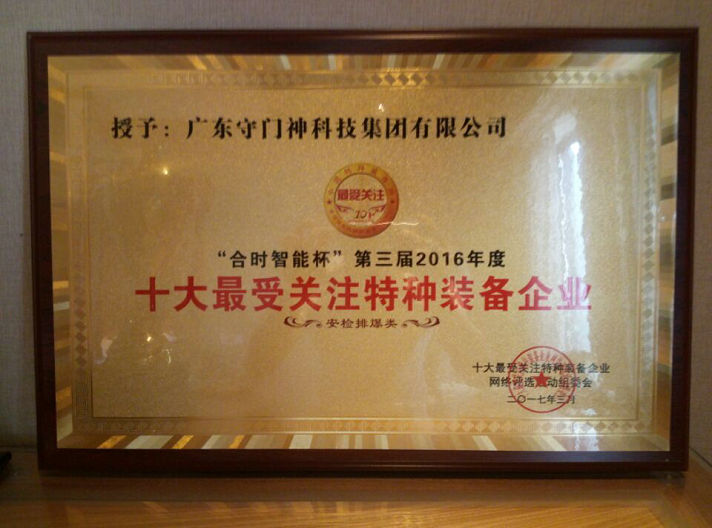 授予：广东守门神科技集团有限公司
最受关注
10
“合时智能杯”第三届2016年度
十大最受关注特种装备企业
安检排爆类
十大最受关注特种装备企业
网络评选活动组委会
二〇一七年三月